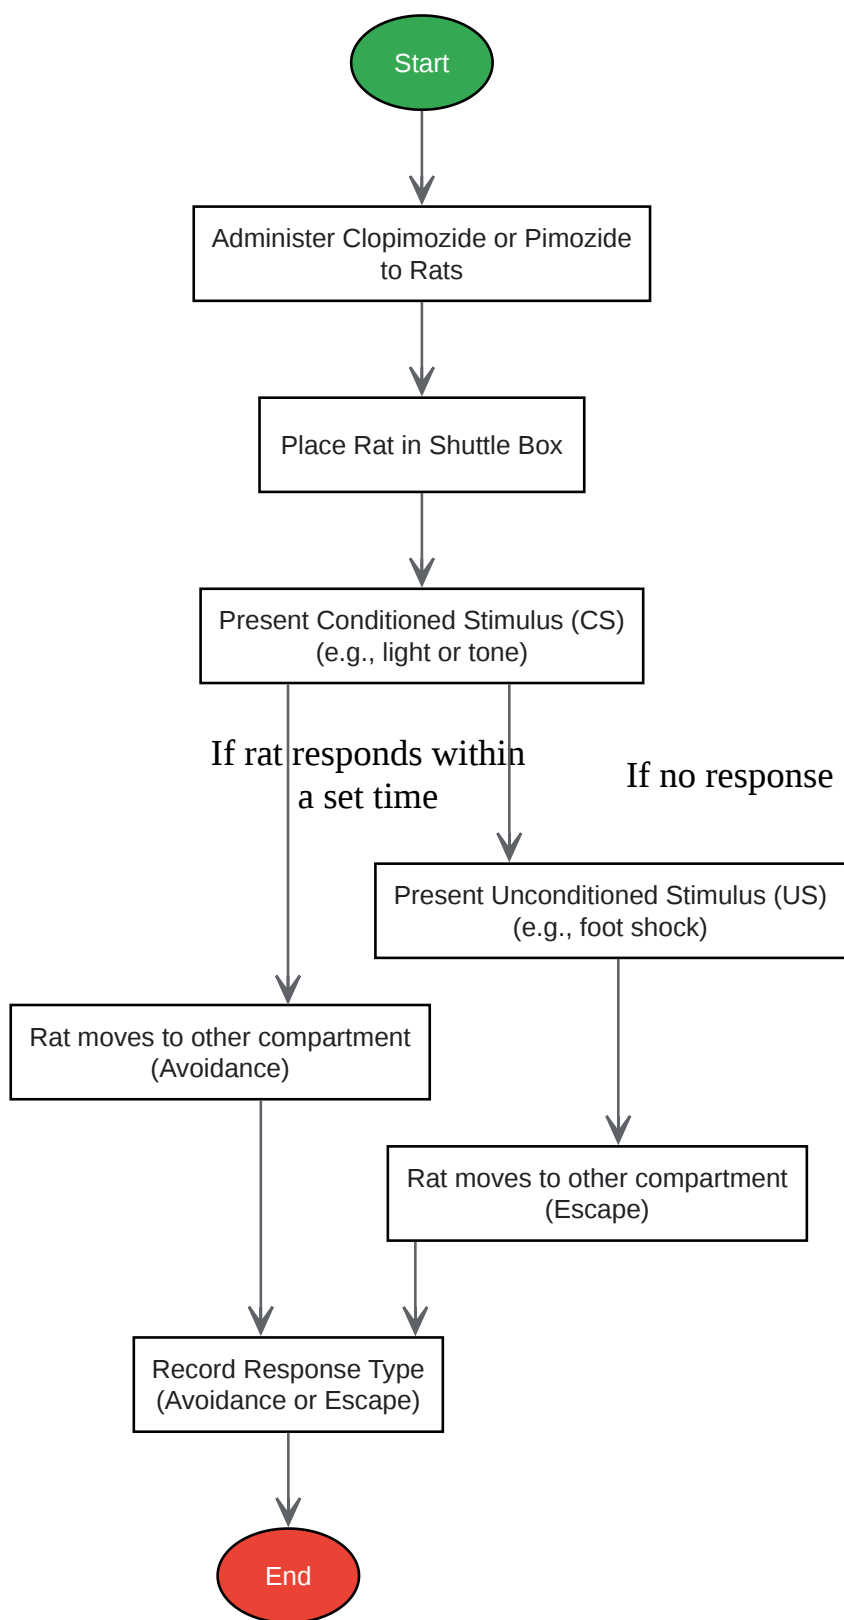 Start
Administer Clopimozide or Pimozide
to Rats
Place Rat in Shuttle Box
Present Conditioned Stimulus (CS)
(e.g., light or tone)
If rat responds within
a set time
If no response
Present Unconditioned Stimulus (US)
(e.g., foot shock)
Rat moves to other compartment
(Avoidance)
Rat moves to other compartment
(Escape)
Record Response Type
(Avoidance or Escape)
End